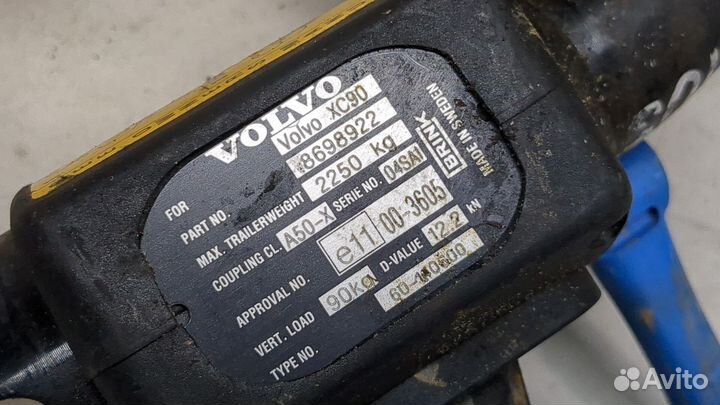 VOLVO
FOR Volvo XC90
PART NO. 8698922
MAX. TRAILERWEIGHT 2250 kg
COUPLING CL. A50-X SERIE NO. 04SAI
APPROVAL NO. e11 00-3605
VERT. LOAD 90kg D-VALUE 12.2 kN
TYPE NO.
BRINK
MADE IN SWEDEN
Avito